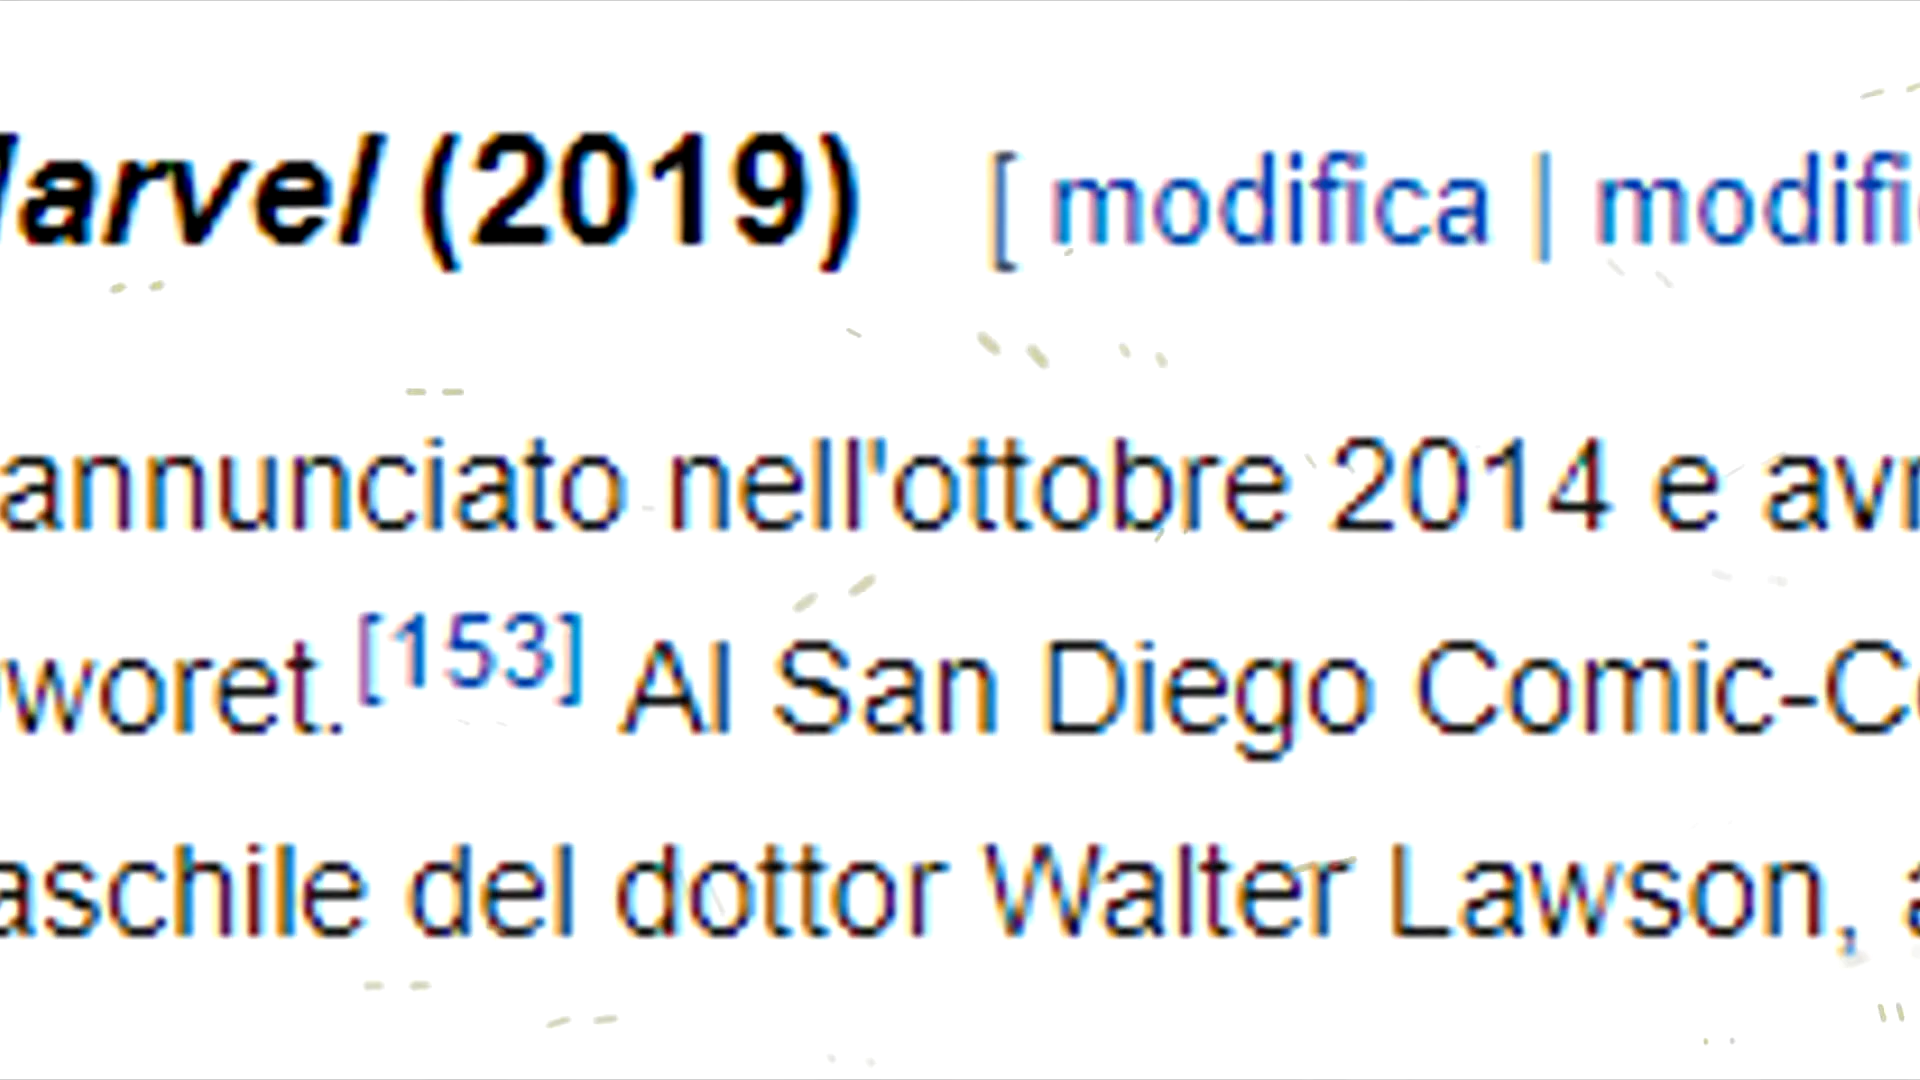 arvel (2019) [ modifica | modifi
annunciato nell'ottobre 2014 e avr
woret.[153] Al San Diego Comic-C
aschile del dottor Walter Lawson, a